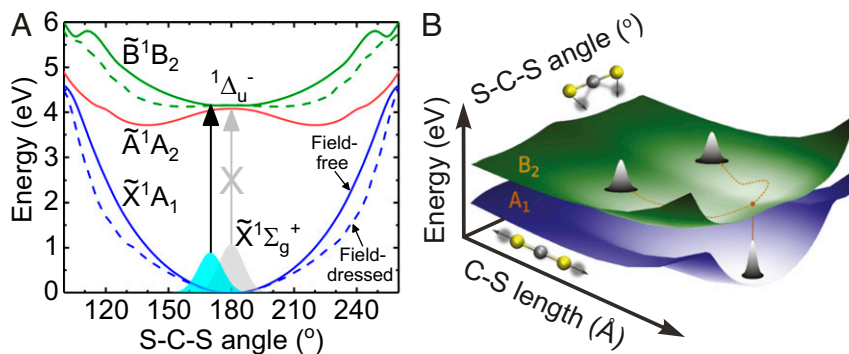 A
6
5
4
3
2
1
0
Energy (eV)
B̃¹B₂
¹Δᵤ⁻
Ã¹A₂
X̃¹A₁
X
X̃¹Σg⁺
Field-
free
Field-
dressed
120 150 180 210 240
S-C-S angle (º)
B
S-C-S angle (º)
Energy (eV)
B₂
A₁
C-S length (Å)